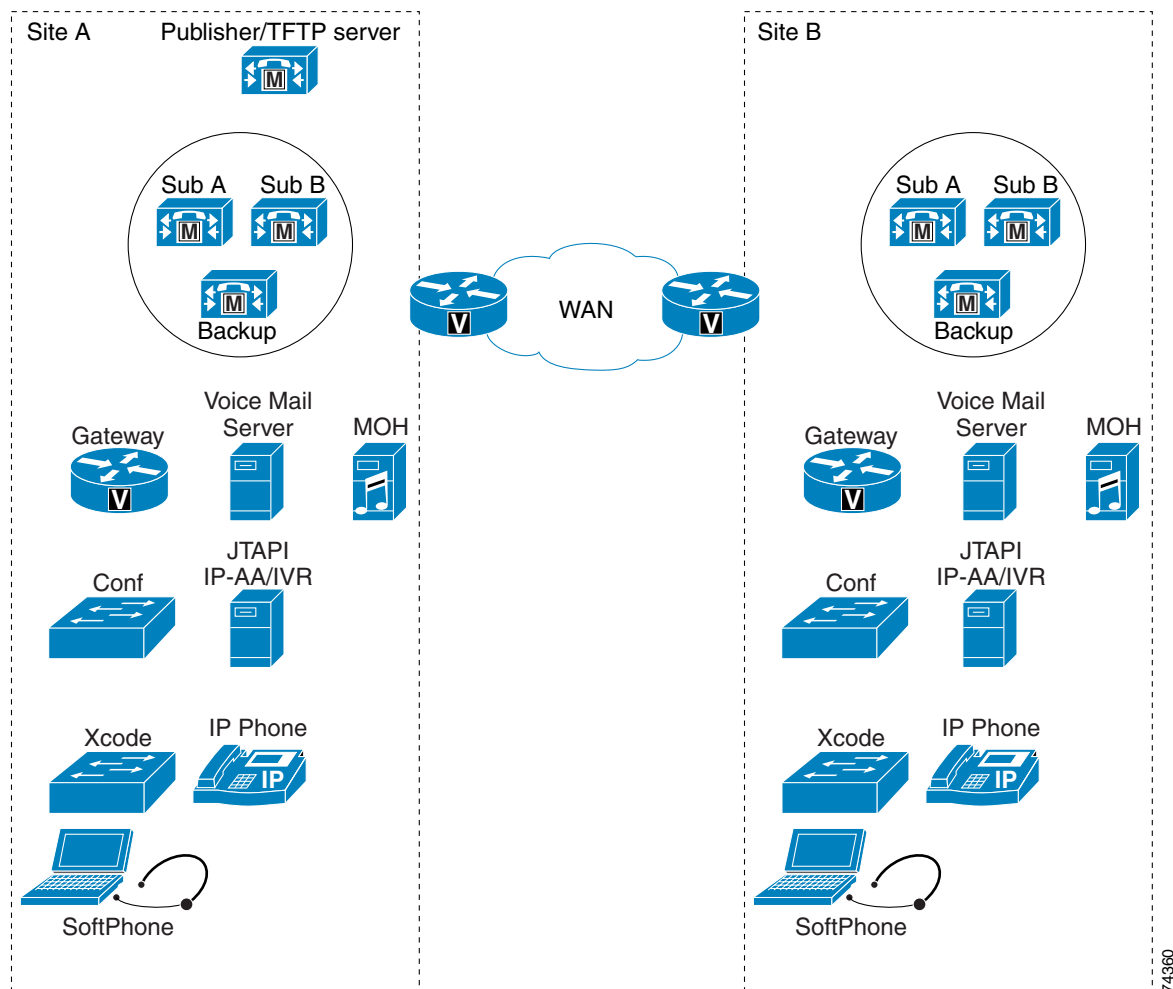 Site A
Publisher/TFTP server
M
Sub A
Sub B
M
M
M
Backup
V
WAN
V
Voice Mail
Server
Gateway
MOH
V
JTAPI
IP-AA/IVR
Conf
Xcode
IP Phone
IP
SoftPhone
Site B
Sub A
Sub B
M
M
M
Backup
Voice Mail
Server
Gateway
MOH
V
JTAPI
IP-AA/IVR
Conf
Xcode
IP Phone
IP
SoftPhone
74360